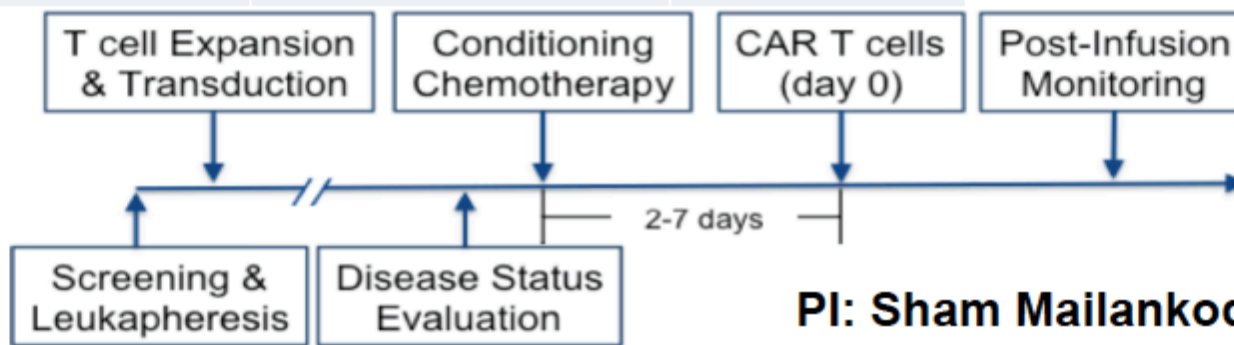 T cell Expansion
& Transduction
Conditioning
Chemotherapy
CAR T cells
(day 0)
Post-Infusion
Monitoring
2-7 days
Screening &
Leukapheresis
Disease Status
Evaluation
PI: Sham